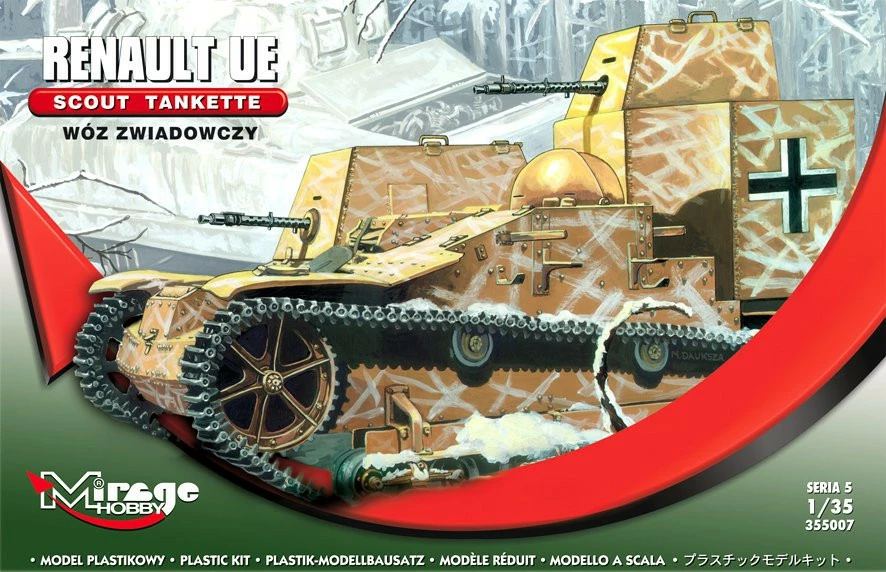 RENAULT UE
SCOUT TANKETTE
WÓZ ZWIADOWCZY
M. DAUKSZA
Mirage®
HOBBY
SERIA 5
1/35
355007
• MODEL PLASTIKOWY • PLASTIC KIT • PLASTIK-MODELLBAUSATZ • MODÈLE RÉDUIT • MODELLO A SCALA • プラスチックモデルキット •